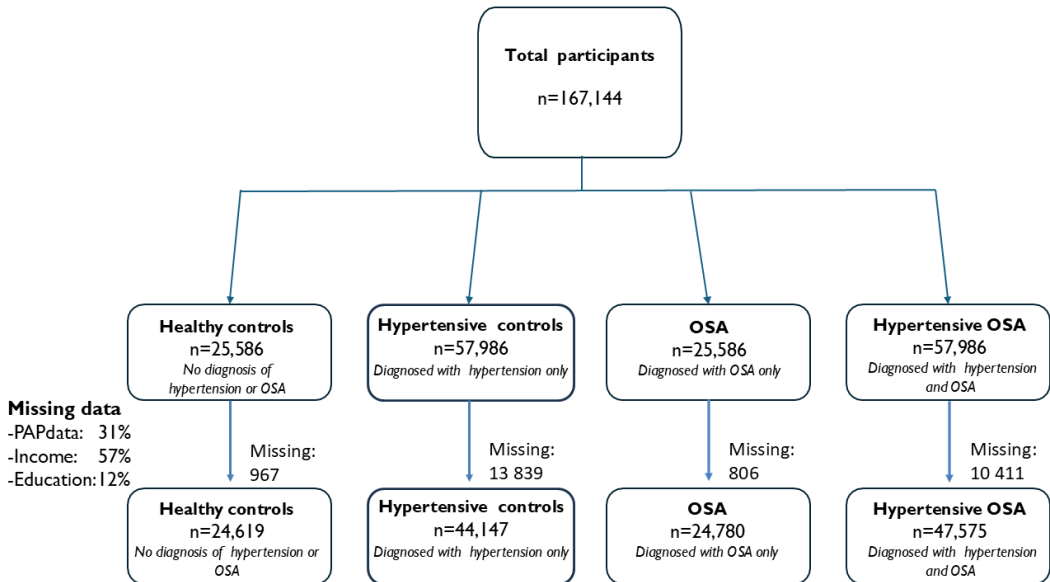 Total participants
n=167,144
Healthy controls
n=25,586
No diagnosis of
hypertension or OSA
Hypertensive controls
n=57,986
Diagnosed with hypertension only
OSA
n=25,586
Diagnosed with OSA only
Hypertensive OSA
n=57,986
Diagnosed with hypertension
and OSA
Missing data
-PAPdata: 31%
-Income: 57%
-Education:12%
Missing:
967
Missing:
13 839
Missing:
806
Missing:
10 411
Healthy controls
n=24,619
No diagnosis of hypertension or
OSA
Hypertensive controls
n=44,147
Diagnosed with hypertension only
OSA
n=24,780
Diagnosed with OSA only
Hypertensive OSA
n=47,575
Diagnosed with hypertension
and OSA